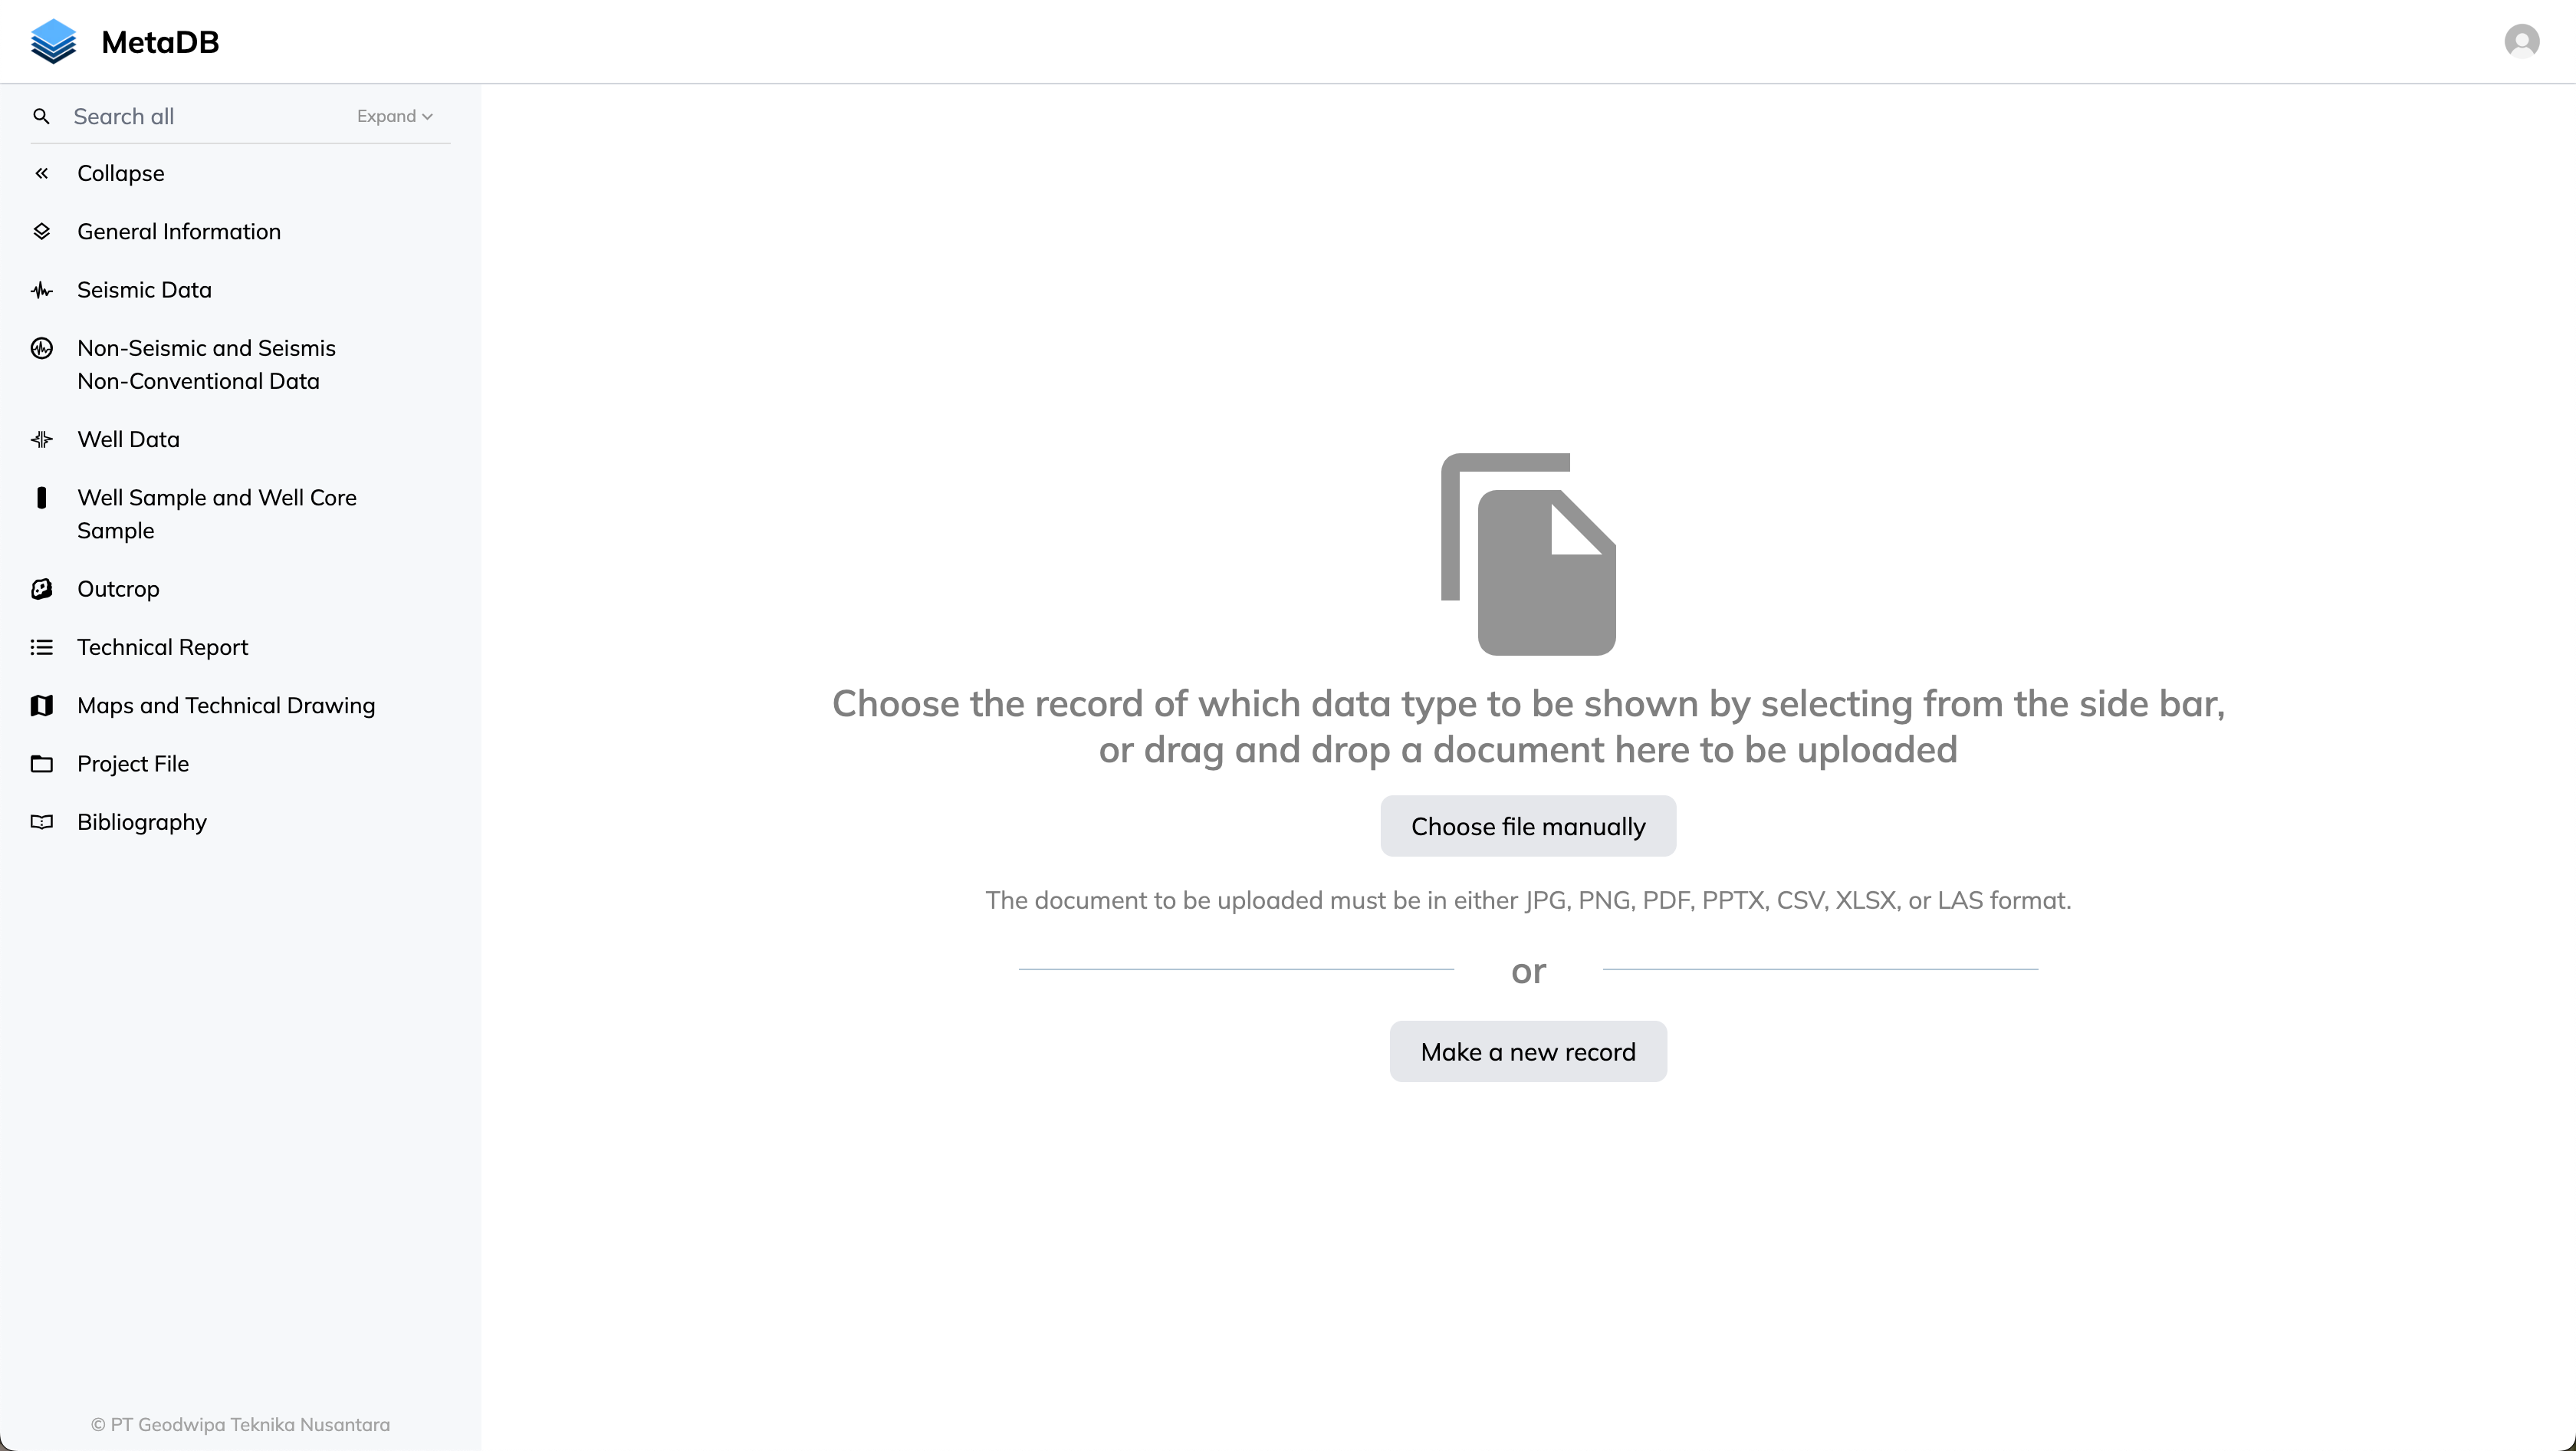 MetaDB
Search all
Expand
Collapse
General Information
Seismic Data
Non-Seismic and Seismis
Non-Conventional Data
Well Data
Well Sample and Well Core
Sample
Outcrop
Technical Report
Maps and Technical Drawing
Project File
Bibliography
© PT Geodwipa Teknika Nusantara
Choose the record of which data type to be shown by selecting from the side bar,
or drag and drop a document here to be uploaded
Choose file manually
The document to be uploaded must be in either JPG, PNG, PDF, PPTX, CSV, XLSX, or LAS format.
or
Make a new record